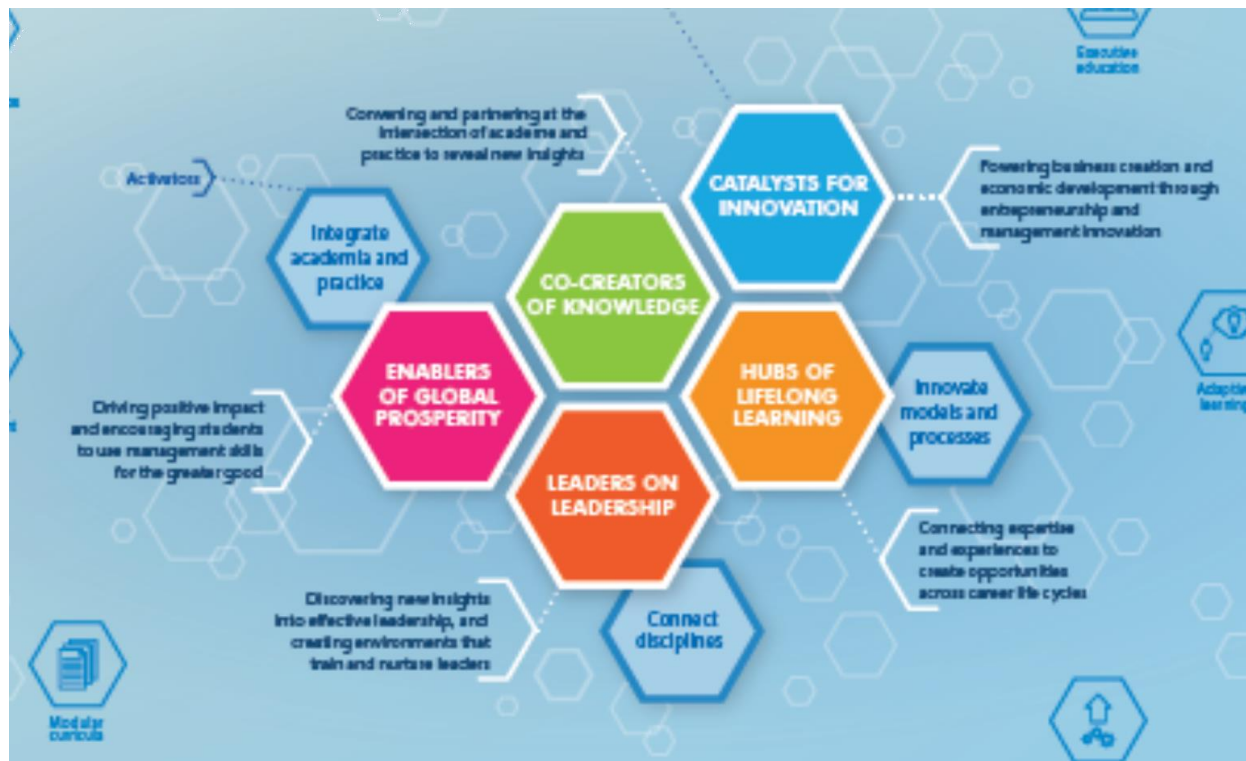 Executive
education
Convening and partnering at the
intersection of academe and
practice to reveal new insights
Activators
CATALYSTS FOR
INNOVATION
Powering business creation and
economic development through
entrepreneurship and
management innovation
Integrate
academia and
practice
CO-CREATORS
OF KNOWLEDGE
ENABLERS
OF GLOBAL
PROSPERITY
HUBS OF
LIFELONG
LEARNING
Innovate
models and
processes
Adaptive
learning
Driving positive impact
and encouraging students
to use management skills
for the greater good
LEADERS ON
LEADERSHIP
Connecting expertise
and experiences to
create opportunities
across career life cycles
Discovering new insights
into effective leadership, and
creating environments that
train and nurture leaders
Connect
disciplines
Modular
curricula